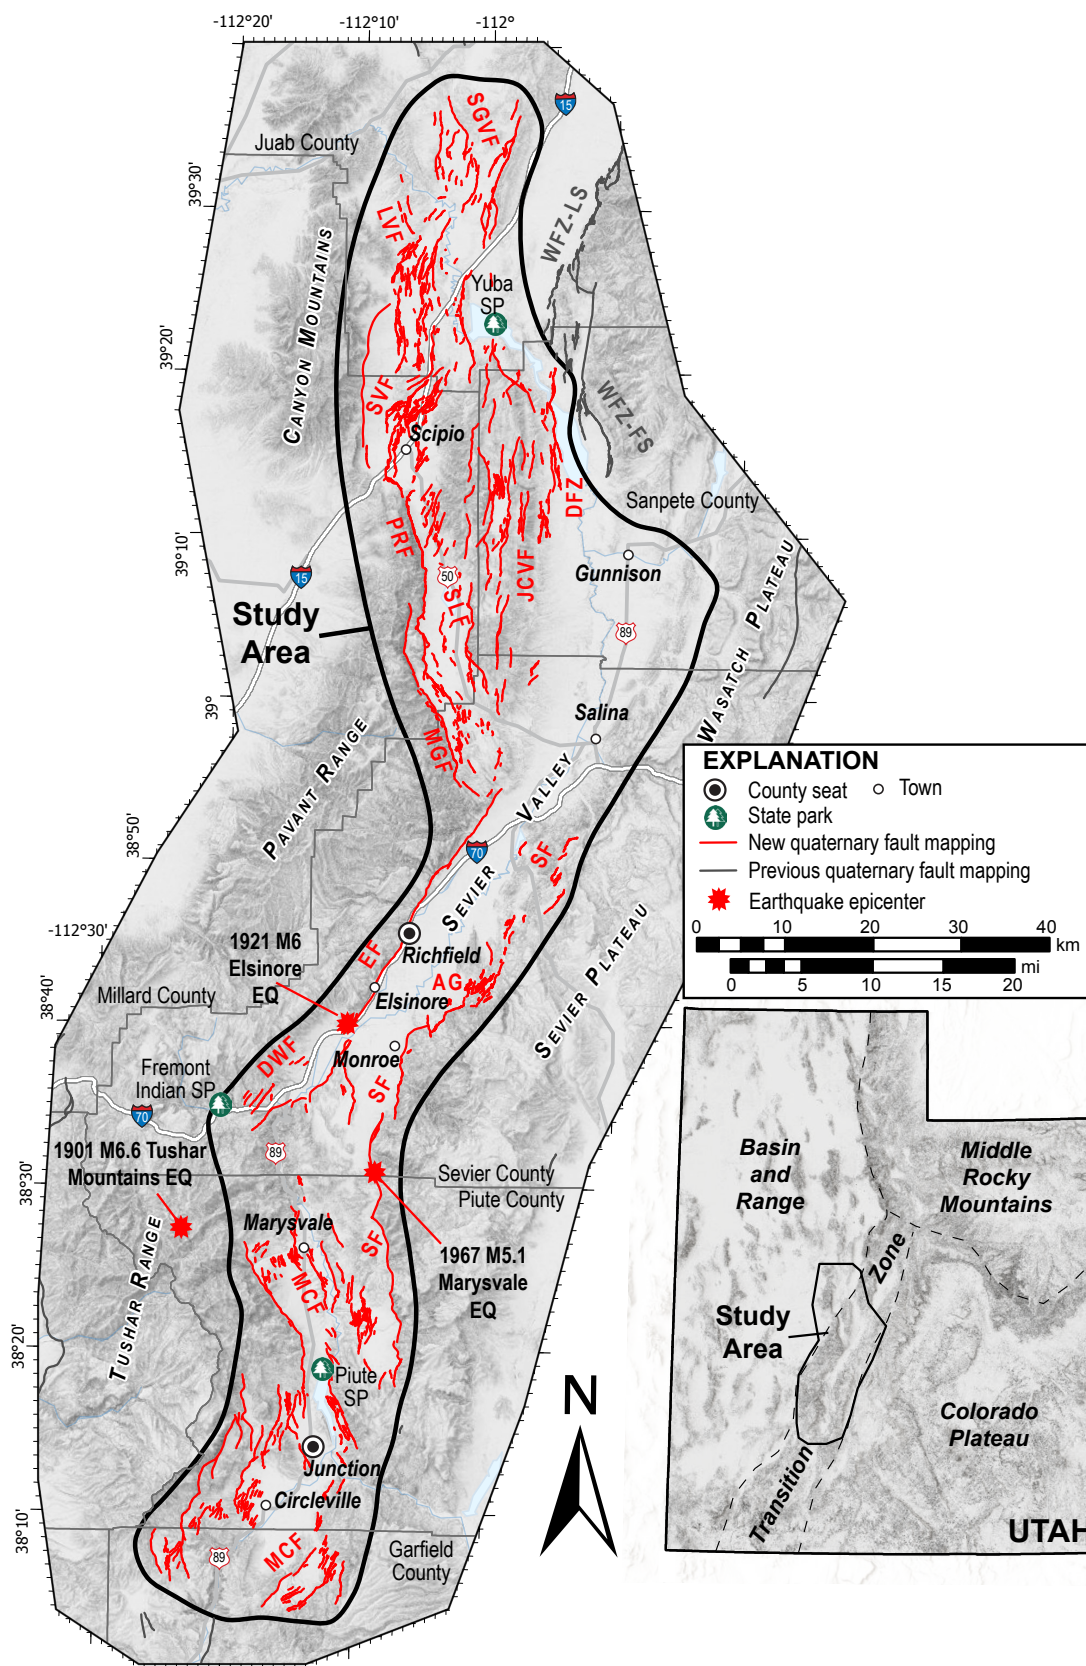 -112°20'
-112°10'
-112°
15
Juab County
SGVF
39°30'
LVF
WFZ-LS
CANYON MOUNTAINS
Yuba
SP
39°20'
SVF
WFZ-FS
Scipio
Sanpete County
DFZ
PRF
39°10'
15
50
JCVF
Gunnison
SLF
89
Study
Area
WASATCH PLATEAU
39°
Salina
MGF
PAVANT RANGE
SEVIER VALLEY
38°50'
70
SF
-112°30'
1921 M6
Elsinore
EQ
EF
Richfield
AG
Elsinore
SEVIER PLATEAU
Millard County
38°40'
DWF
Monroe
Fremont
Indian SP
SF
70
1901 M6.6 Tushar
Mountains EQ
89
38°30'
Sevier County
Piute County
Marysvale
SF
TUSHAR RANGE
MCF
1967 M5.1
Marysvale
EQ
38°20'
Piute
SP
Junction
Circleville
38°10'
MCF
89
Garfield
County
N
EXPLANATION
County seat
Town
State park
New quaternary fault mapping
Previous quaternary fault mapping
Earthquake epicenter
0 10 20 30 40
km
mi
0 5 10 15 20
Basin
and
Range
Middle
Rocky
Mountains
Transition Zone
Study
Area
Colorado
Plateau
UTAH